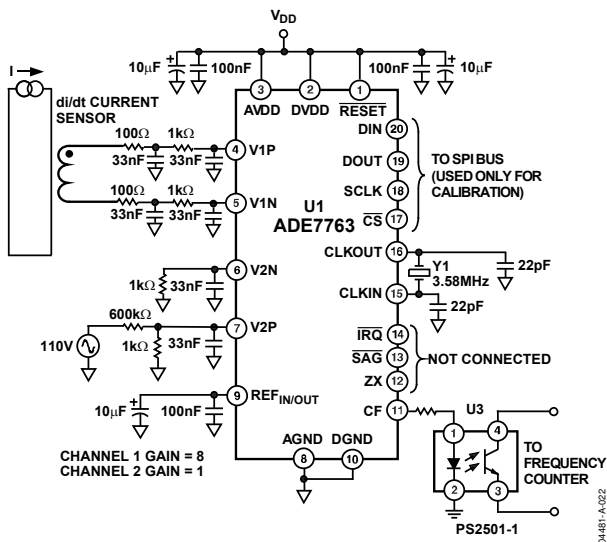 VDD
10µF
100nF
100nF
10µF
I
di/dt CURRENT
SENSOR
3
2
1
AVDD
DVDD
RESET
100Ω
1kΩ
33nF
33nF
4
V1P
100Ω
1kΩ
33nF
33nF
5
V1N
U1
ADE7763
DIN
20
DOUT
19
SCLK
18
CS
17
TO SPI BUS
(USED ONLY FOR
CALIBRATION)
CLKOUT
16
22pF
Y1
3.58MHz
CLKIN
15
22pF
6
V2N
1kΩ
33nF
600kΩ
7
V2P
110V
1kΩ
33nF
IRQ
14
SAG
13
ZX
12
NOT CONNECTED
9
REFIN/OUT
10µF
100nF
CF
11
U3
1
4
2
3
TO
FREQUENCY
COUNTER
PS2501-1
AGND
DGND
8
10
CHANNEL 1 GAIN = 8
CHANNEL 2 GAIN = 1
04481-A-022